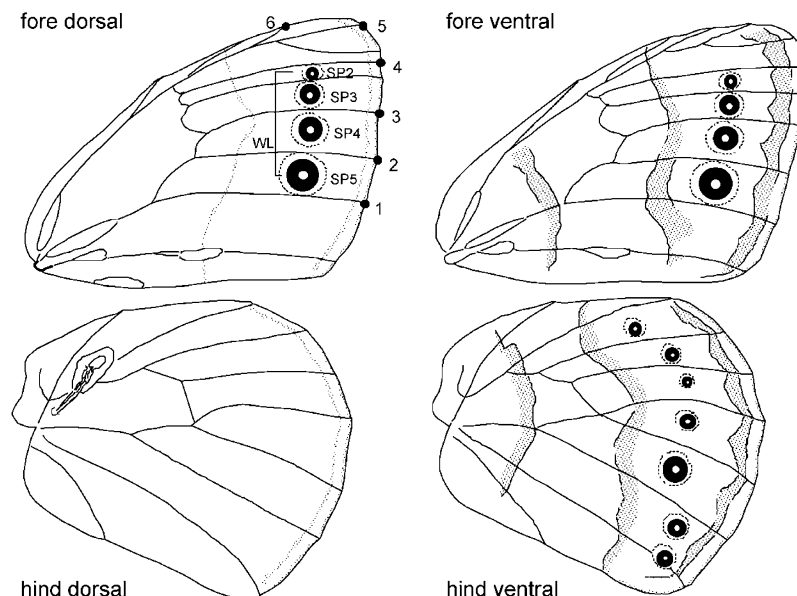 fore dorsal
6
5
4
SP2
SP3
3
WL
SP4
2
SP5
1
fore ventral
hind dorsal
hind ventral